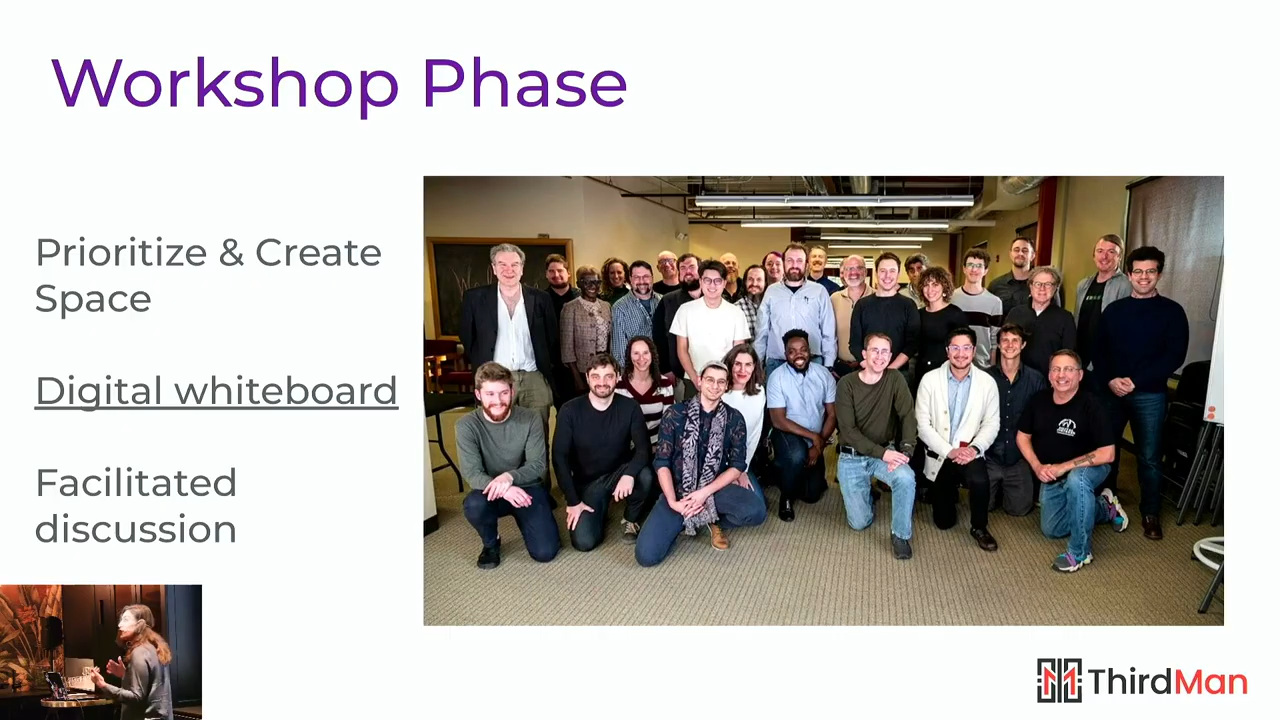 Workshop Phase
Prioritize & Create
Space
Digital whiteboard
Facilitated
discussion
ThirdMan